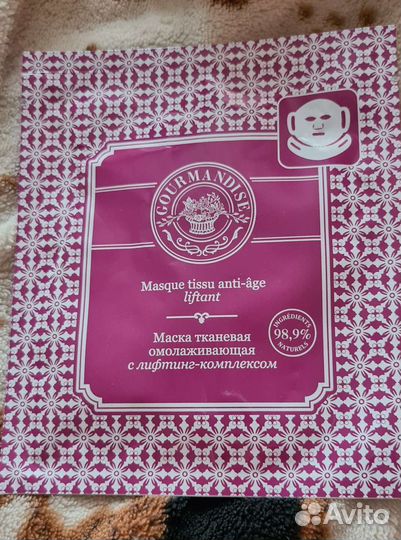 GOURMANDISE
Masque tissu anti-âge
liftant
Маска тканевая
омолаживающая
с лифтинг-комплексом
INGRÉDIENTS
98,9%
NATURELS
Avito